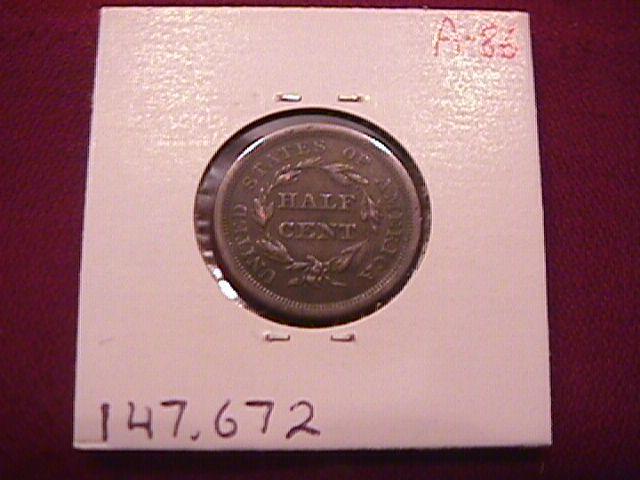 A-83
UNITED STATES OF AMERICA
HALF
CENT
147,672